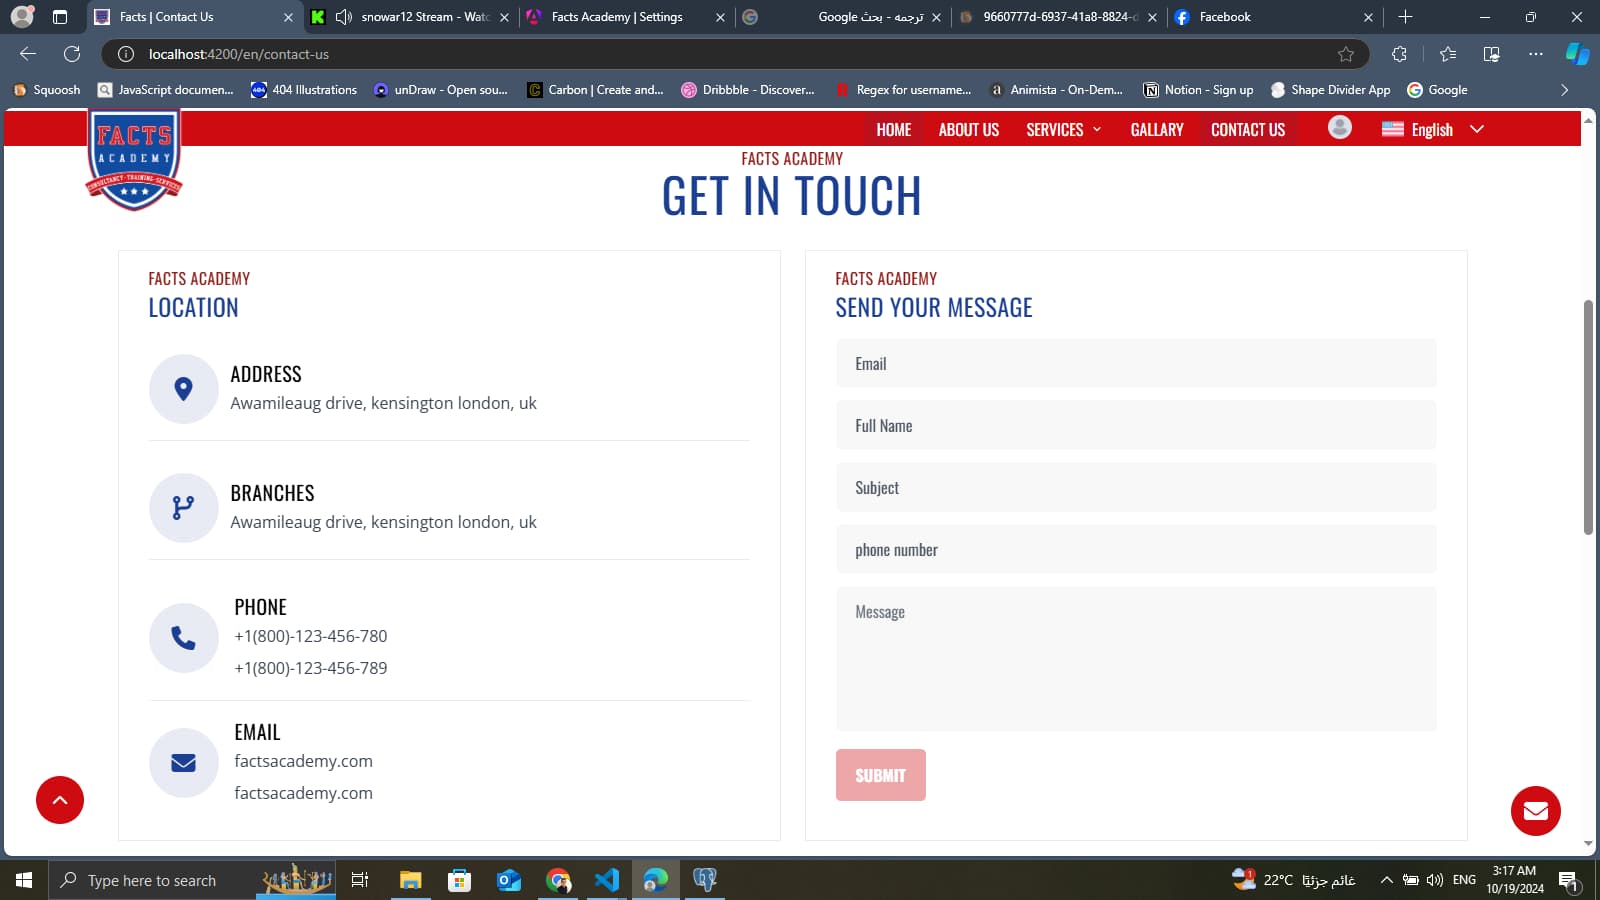 Facts | Contact Us
snowar12 Stream - Watc
Facts Academy | Settings
ترجمه - بحث Google
9660777d-6937-41a8-8824-d
Facebook
localhost:4200/en/contact-us
Squoosh
JavaScript documen...
404 Illustrations
unDraw - Open sou...
Carbon | Create and...
Dribbble - Discover...
Regex for username...
Animista - On-Dem...
Notion - Sign up
Shape Divider App
Google
FACTS
ACADEMY
CONSULTANCY-TRAINING-SERVICES
HOME
ABOUT US
SERVICES
GALLARY
CONTACT US
English
FACTS ACADEMY
GET IN TOUCH
FACTS ACADEMY
LOCATION
ADDRESS
Awamileaug drive, kensington london, uk
BRANCHES
Awamileaug drive, kensington london, uk
PHONE
+1(800)-123-456-780
+1(800)-123-456-789
EMAIL
factsacademy.com
factsacademy.com
FACTS ACADEMY
SEND YOUR MESSAGE
Email
Full Name
Subject
phone number
Message
SUBMIT
Type here to search
22°C غائم جزئيًا
ENG
3:17 AM
10/19/2024
1